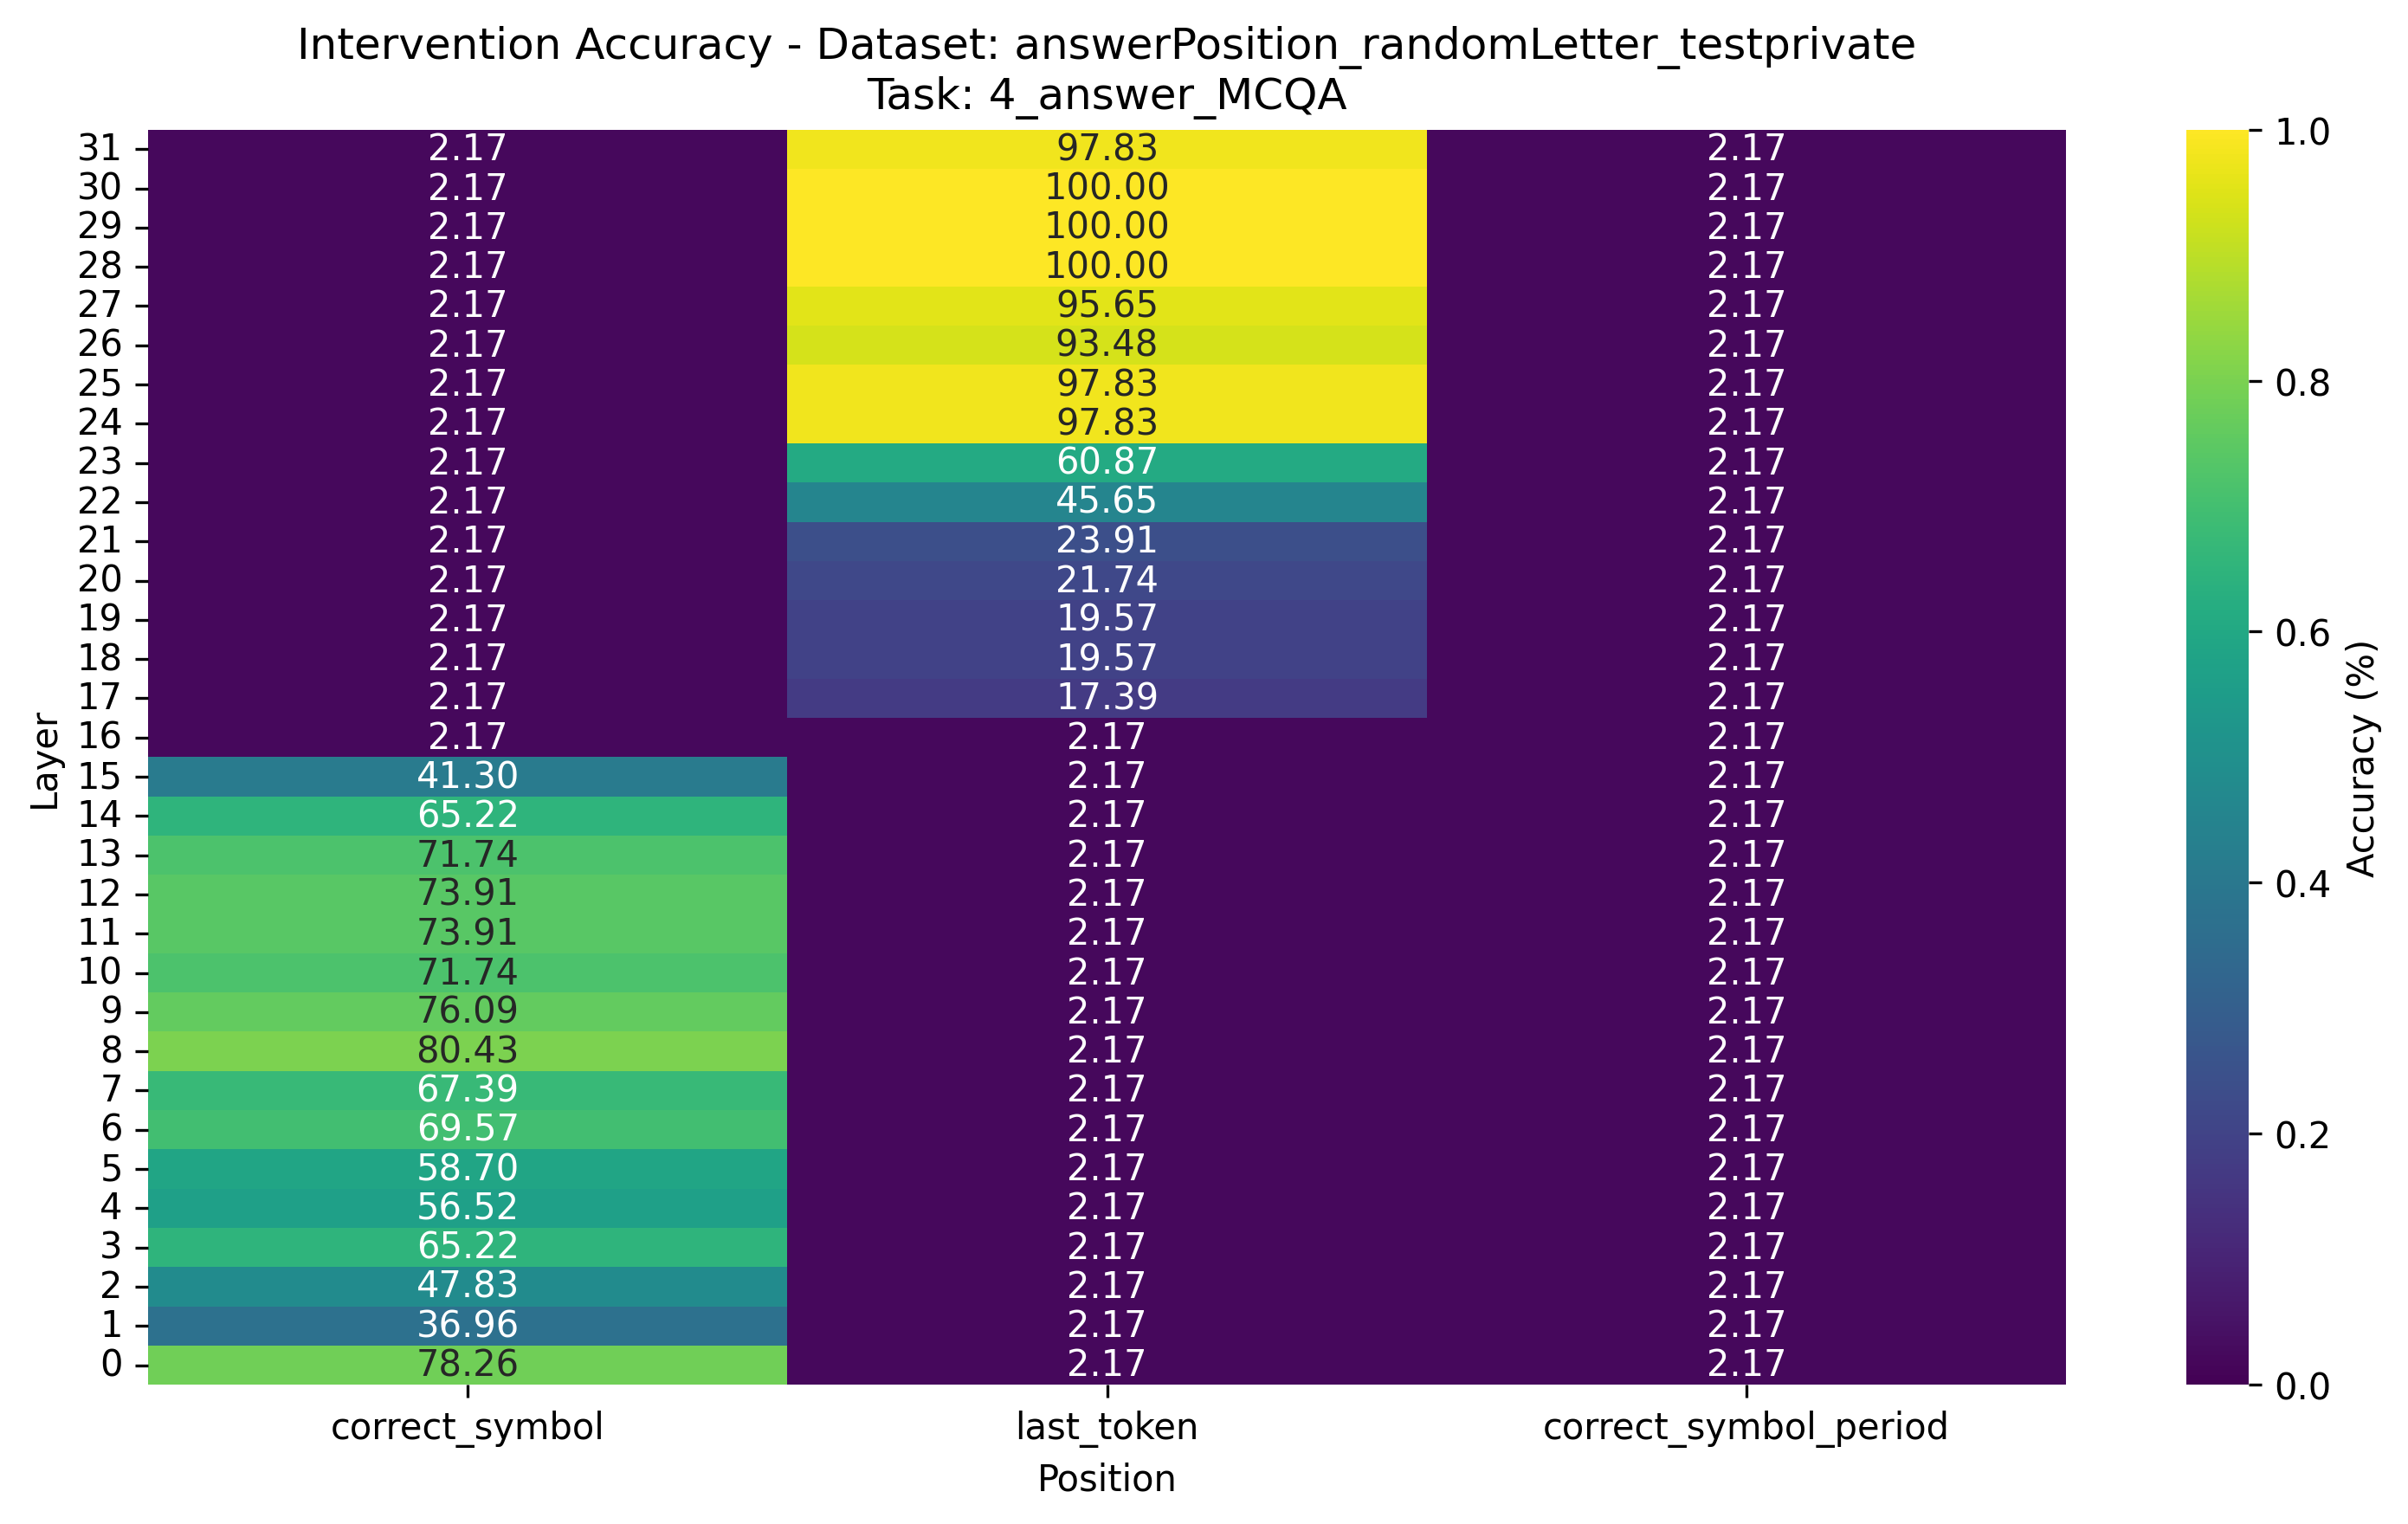 Intervention Accuracy - Dataset: answerPosition_randomLetter_testprivate
Task: 4_answer_MCQA
31 2.17 97.83 2.17
30 2.17 100.00 2.17
29 2.17 100.00 2.17
28 2.17 100.00 2.17
27 2.17 95.65 2.17
26 2.17 93.48 2.17
25 2.17 97.83 2.17
24 2.17 97.83 2.17
23 2.17 60.87 2.17
22 2.17 45.65 2.17
21 2.17 23.91 2.17
20 2.17 21.74 2.17
19 2.17 19.57 2.17
18 2.17 19.57 2.17
17 2.17 17.39 2.17
16 2.17 2.17 2.17
15 41.30 2.17 2.17
14 65.22 2.17 2.17
13 71.74 2.17 2.17
12 73.91 2.17 2.17
11 73.91 2.17 2.17
10 71.74 2.17 2.17
9 76.09 2.17 2.17
8 80.43 2.17 2.17
7 67.39 2.17 2.17
6 69.57 2.17 2.17
5 58.70 2.17 2.17
4 56.52 2.17 2.17
3 65.22 2.17 2.17
2 47.83 2.17 2.17
1 36.96 2.17 2.17
0 78.26 2.17 2.17
correct_symbol last_token correct_symbol_period
Position
Layer
1.0
0.8
0.6
0.4
0.2
0.0
Accuracy (%)